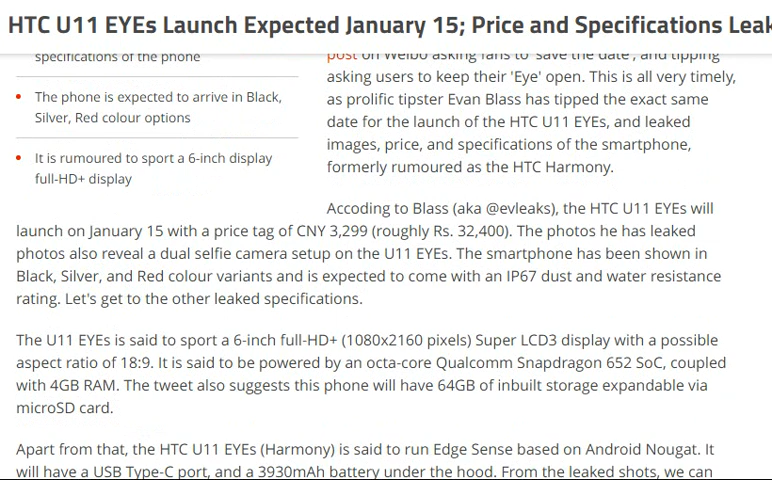 HTC U11 EYEs Launch Expected January 15; Price and Specifications Leak
specifications of the phone
The phone is expected to arrive in Black,
Silver, Red colour options
It is rumoured to sport a 6-inch display
full-HD+ display
post on Weibo asking fans to 'save the date', and tipping
asking users to keep their 'Eye' open. This is all very timely,
as prolific tipster Evan Blass has tipped the exact same
date for the launch of the HTC U11 EYEs, and leaked
images, price, and specifications of the smartphone,
formerly rumoured as the HTC Harmony.
Accoding to Blass (aka @evleaks), the HTC U11 EYEs will
launch on January 15 with a price tag of CNY 3,299 (roughly Rs. 32,400). The photos he has leaked
photos also reveal a dual selfie camera setup on the U11 EYEs. The smartphone has been shown in
Black, Silver, and Red colour variants and is expected to come with an IP67 dust and water resistance
rating. Let's get to the other leaked specifications.
The U11 EYEs is said to sport a 6-inch full-HD+ (1080x2160 pixels) Super LCD3 display with a possible
aspect ratio of 18:9. It is said to be powered by an octa-core Qualcomm Snapdragon 652 SoC, coupled
with 4GB RAM. The tweet also suggests this phone will have 64GB of inbuilt storage expandable via
microSD card.
Apart from that, the HTC U11 EYEs (Harmony) is said to run Edge Sense based on Android Nougat. It
will have a USB Type-C port, and a 3930mAh battery under the hood. From the leaked shots, we can